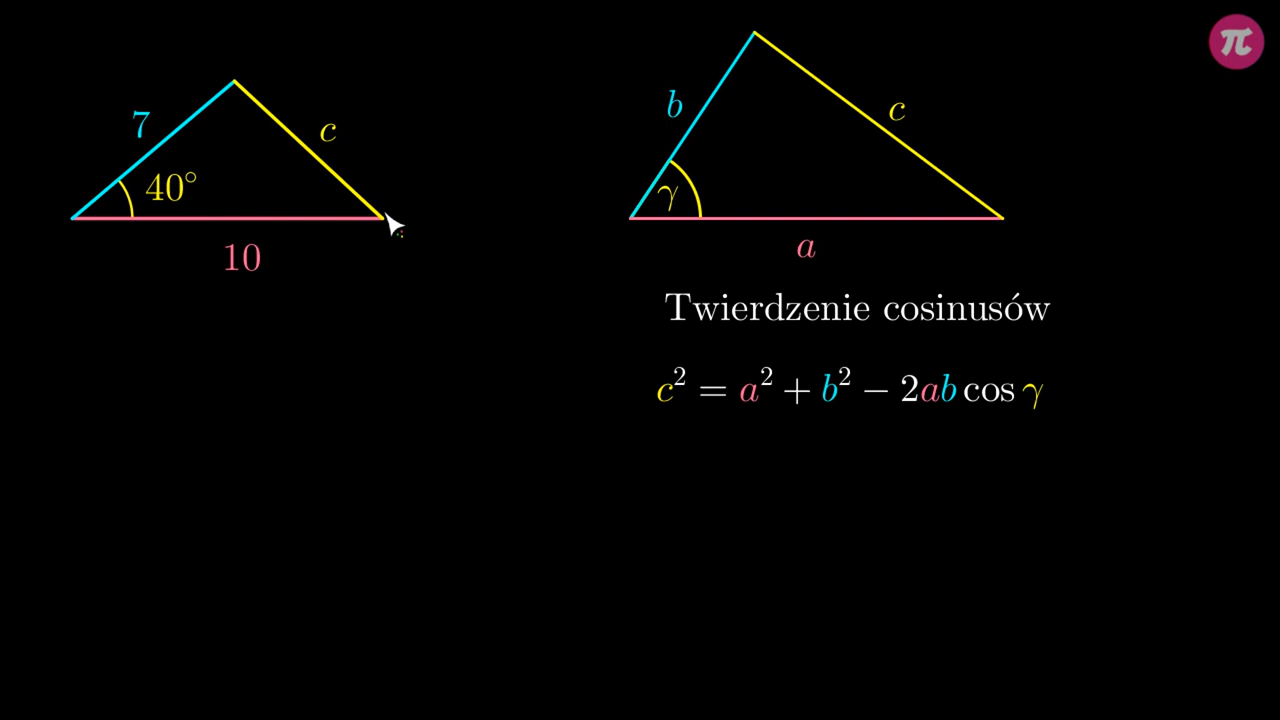 7
40°
c
10
b
c
γ
a
Twierdzenie cosinusów
c² = a² + b² − 2ab cos γ
π